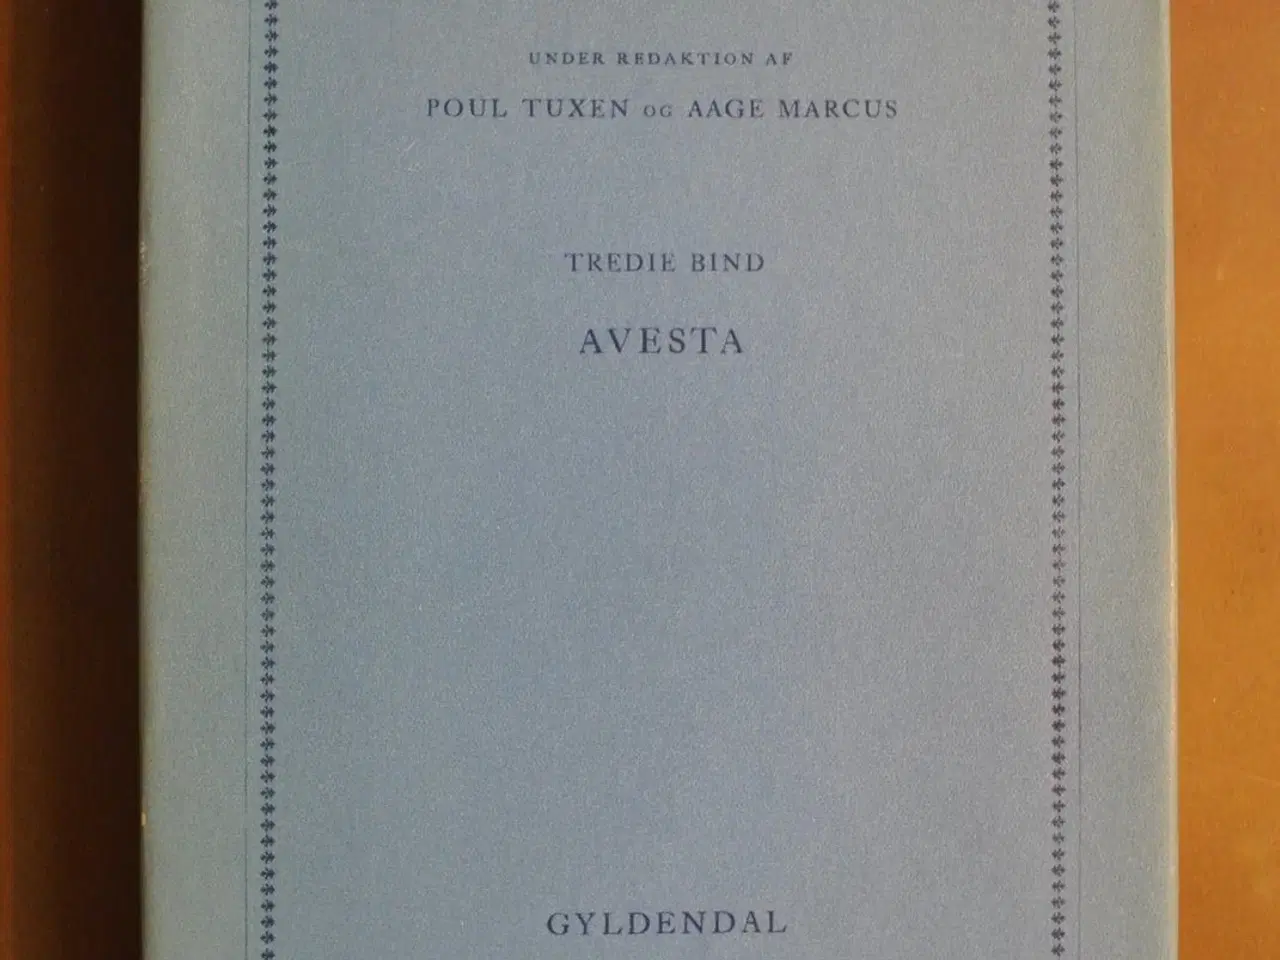 UNDER REDAKTION AF
POUL TUXEN OG AAGE MARCUS
TREDIE BIND
AVESTA
GYLDENDAL